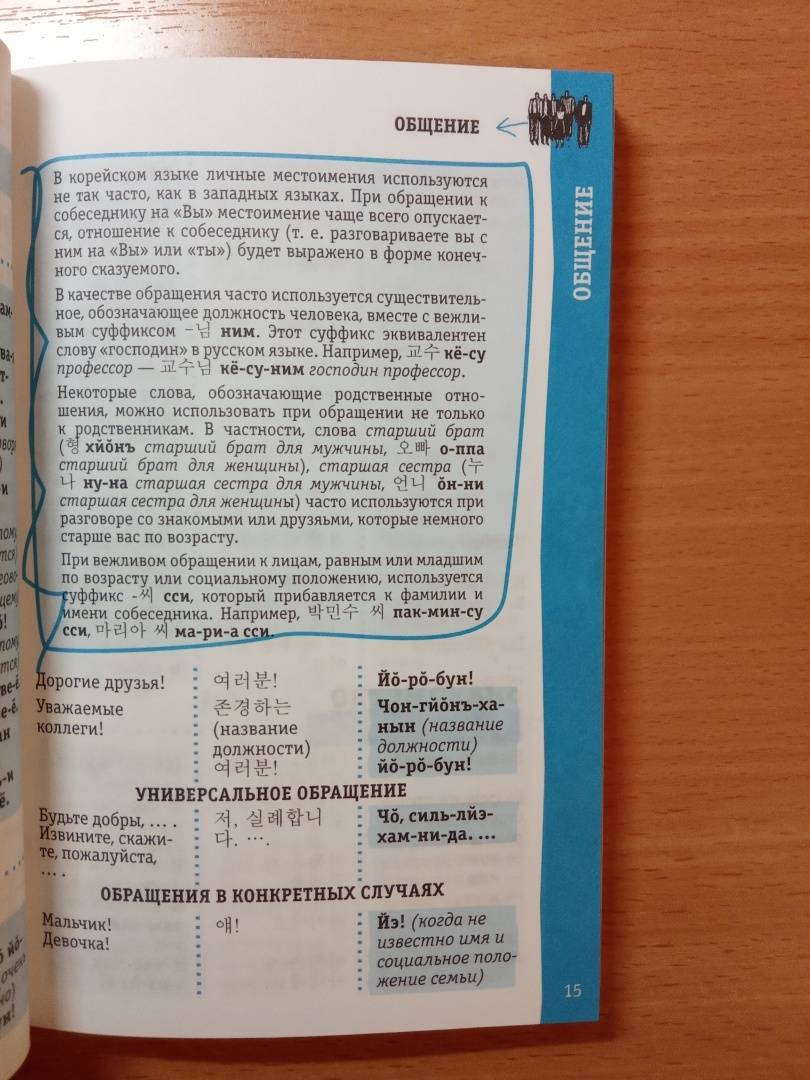 ОБЩЕНИЕ
ОБЩЕНИЕ
В корейском языке личные местоимения используются
не так часто, как в западных языках. При обращении к
собеседнику на «Вы» местоимение чаще всего опускает-
ся, отношение к собеседнику (т. е. разговариваете вы с
ним на «Вы» или «ты») будет выражено в форме конеч-
ного сказуемого.
В качестве обращения часто используется существитель-
ное, обозначающее должность человека, вместе с вежли-
вым суффиксом –님 ним. Этот суффикс эквивалентен
слову «господин» в русском языке. Например, 교수 кё-су
профессор — 교수님 кё-су-ним господин профессор.
Некоторые слова, обозначающие родственные отно-
шения, можно использовать при обращении не только
к родственникам. В частности, слова старший брат
(형 хйŏнъ старший брат для мужчины, 오빠 о-ппа
старший брат для женщины), старшая сестра (누
나 ну-на старшая сестра для мужчины, 언니 ŏн-ни
старшая сестра для женщины) часто используются при
разговоре со знакомыми или друзьями, которые немного
старше вас по возрасту.
При вежливом обращении к лицам, равным или младшим
по возрасту или социальному положению, используется
суффикс -씨 сси, который прибавляется к фамилии и
имени собеседника. Например, 박민수 씨 пак-мин-су
сси, 마리아 씨 ма-ри-а сси.
Дорогие друзья! 여러분! Йŏ-рŏ-бун!
Уважаемые 존경하는 Чон-гйŏнъ-ха-
коллеги! (название нын (название
должности) должности)
여러분! йŏ-рŏ-бун!
УНИВЕРСАЛЬНОЕ ОБРАЩЕНИЕ
Будьте добры, ... . 저, 실례합니 Чŏ, силь-лйэ-
Извините, скажи- 다. …. хам-ни-да. ...
те, пожалуйста,
... .
ОБРАЩЕНИЯ В КОНКРЕТНЫХ СЛУЧАЯХ
Мальчик! 얘! Йэ! (когда не
Девочка! известно имя и
социальное поло-
жение семьи)
15